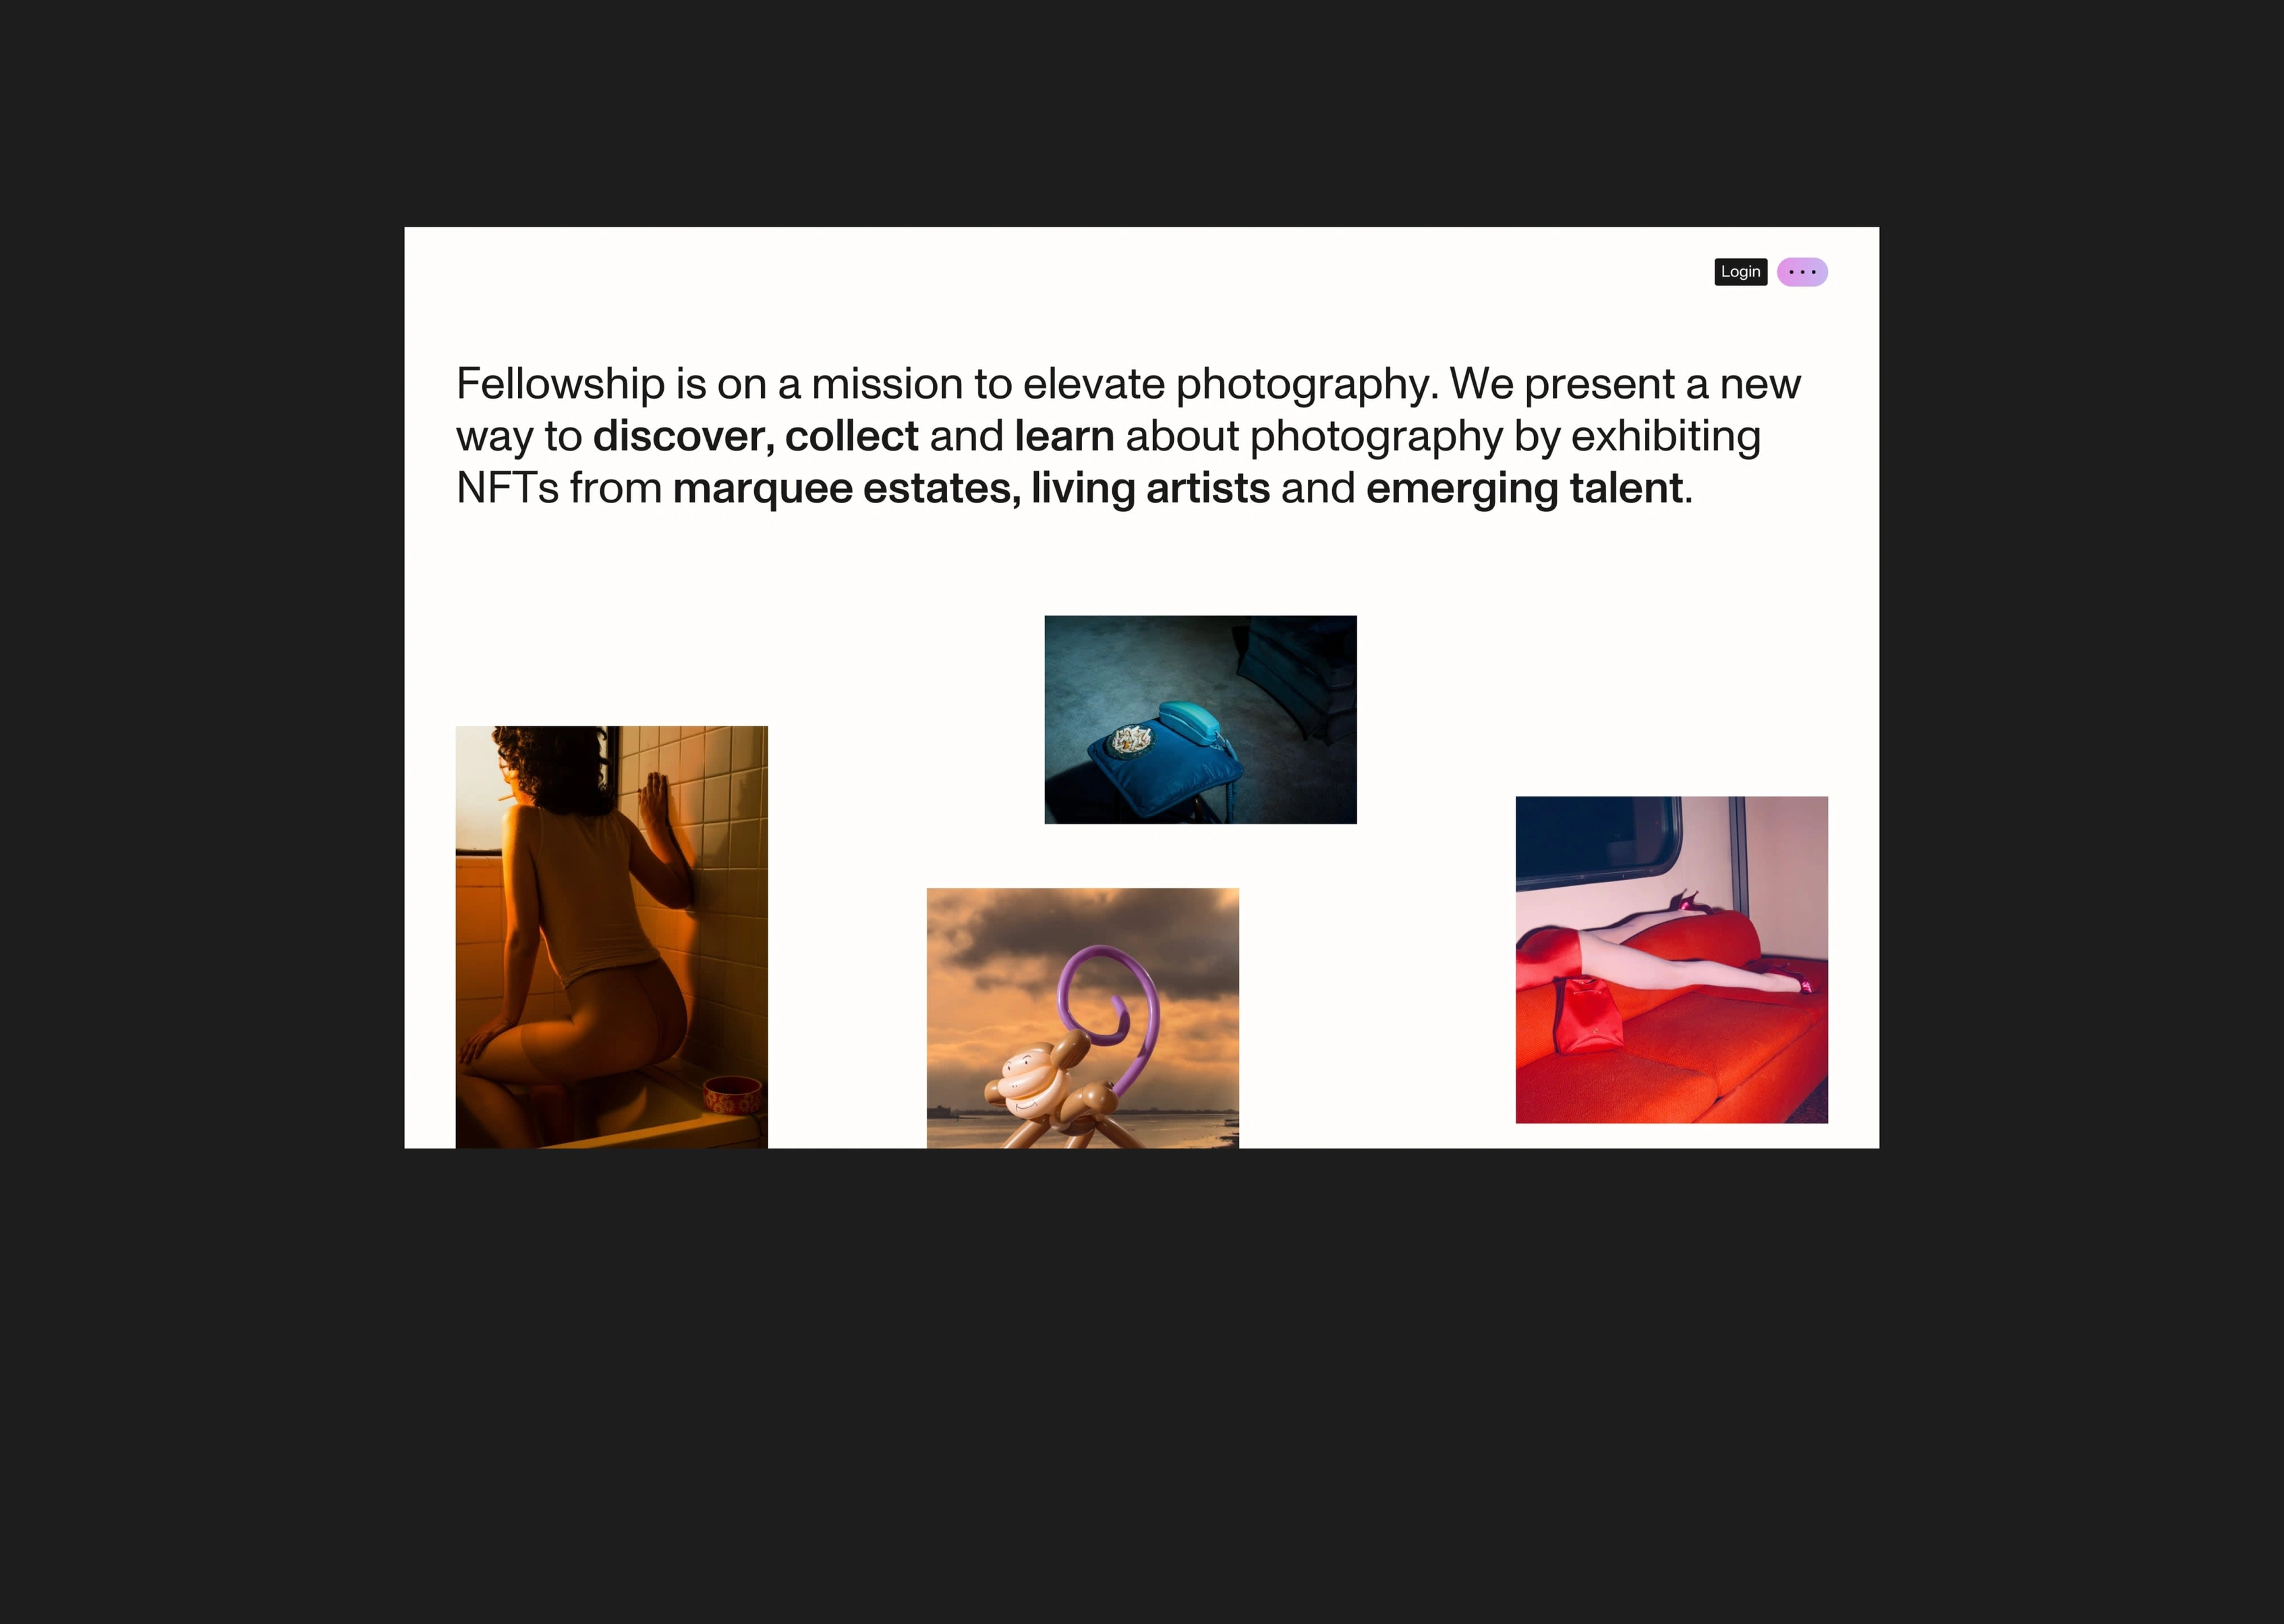 Login
Fellowship is on a mission to elevate photography. We present a new
way to discover, collect and learn about photography by exhibiting
NFTs from marquee estates, living artists and emerging talent.